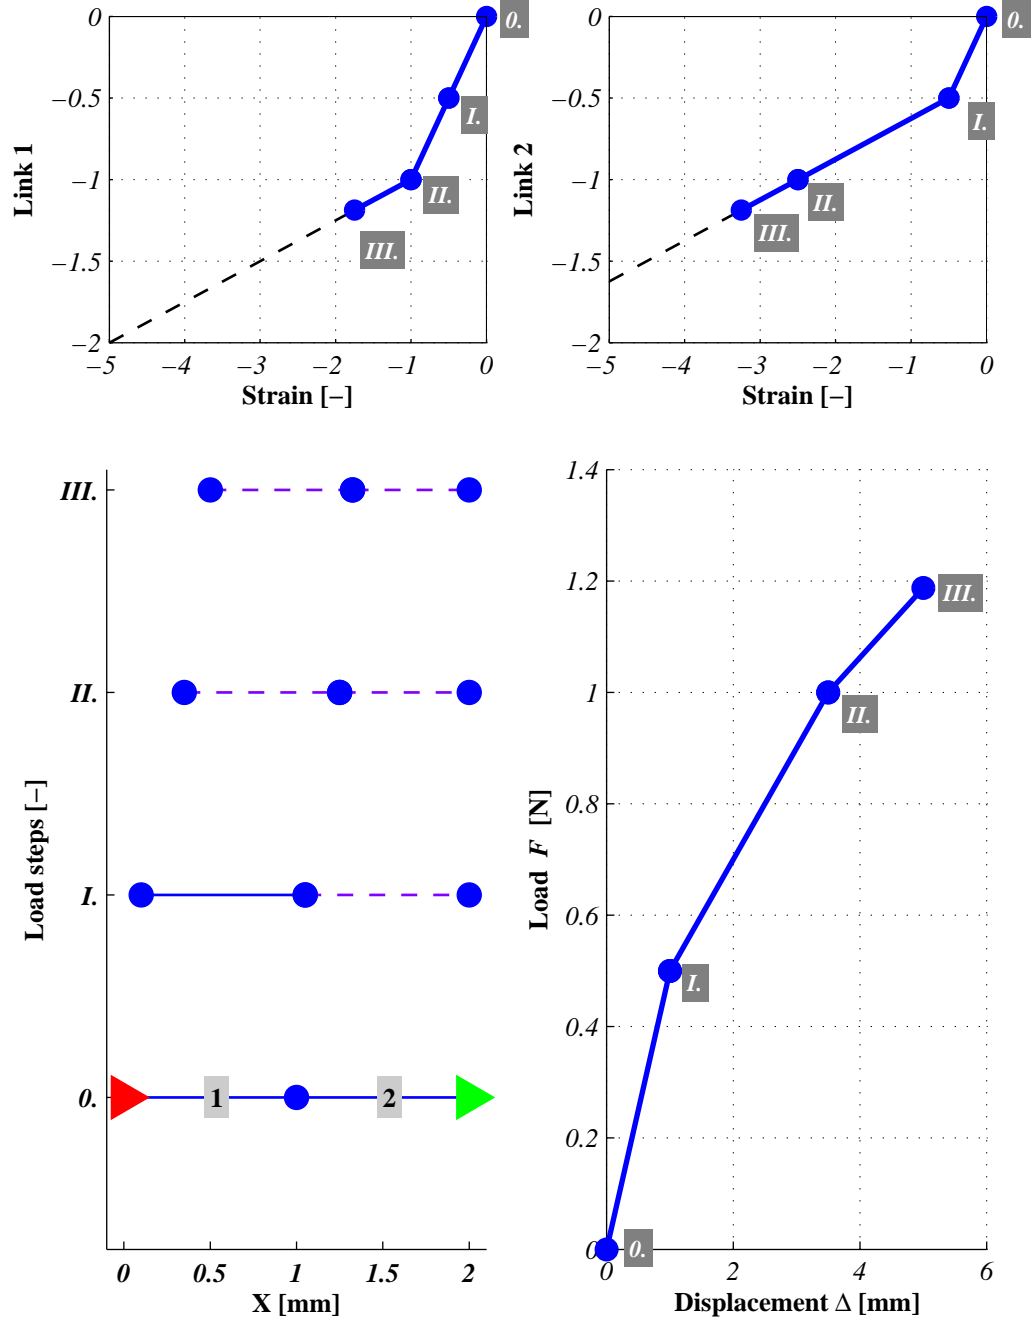 0
−0.5
−1
−1.5
−2
−5
−4
−3
−2
−1
0
Link 1
Strain [−]
0.
I.
II.
III.
0
−0.5
−1
−1.5
−2
−5
−4
−3
−2
−1
0
Link 2
Strain [−]
0.
I.
II.
III.
III.
II.
I.
0.
Load steps [−]
1
2
0
0.5
1
1.5
2
X [mm]
1.4
1.2
1
0.8
0.6
0.4
0.2
0
Load F [N]
III.
II.
I.
0.
0
2
4
6
Displacement Δ [mm]